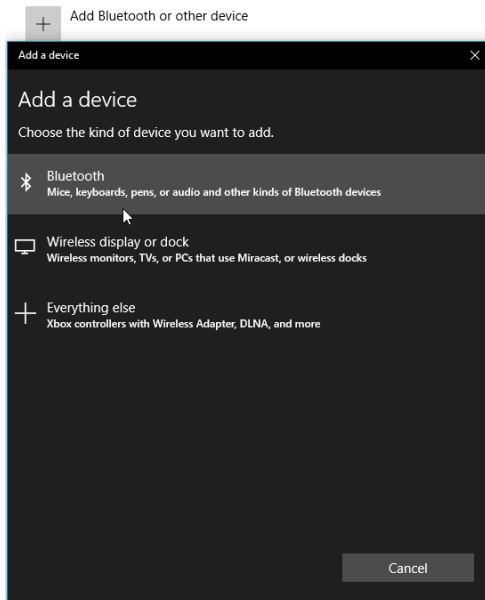 Add Bluetooth or other device
Add a device
Add a device
Choose the kind of device you want to add.
Bluetooth
Mice, keyboards, pens, or audio and other kinds of Bluetooth devices
Wireless display or dock
Wireless monitors, TVs, or PCs that use Miracast, or wireless docks
Everything else
Xbox controllers with Wireless Adapter, DLNA, and more
Cancel